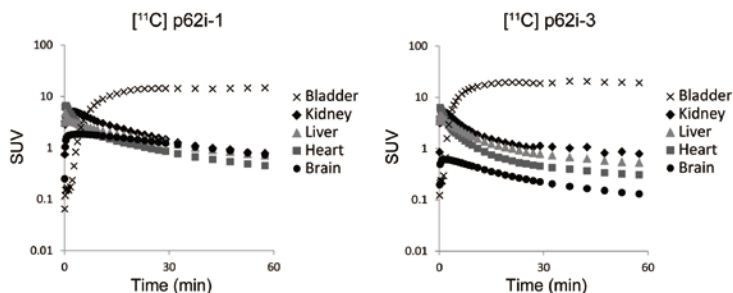 [¹¹C] p62i-1
100
10
1
0.1
0.01
SUV
0
30
60
Time (min)
Bladder
Kidney
Liver
Heart
Brain
[¹¹C] p62i-3
100
10
1
0.1
0.01
SUV
0
30
60
Time (min)
Bladder
Kidney
Liver
Heart
Brain